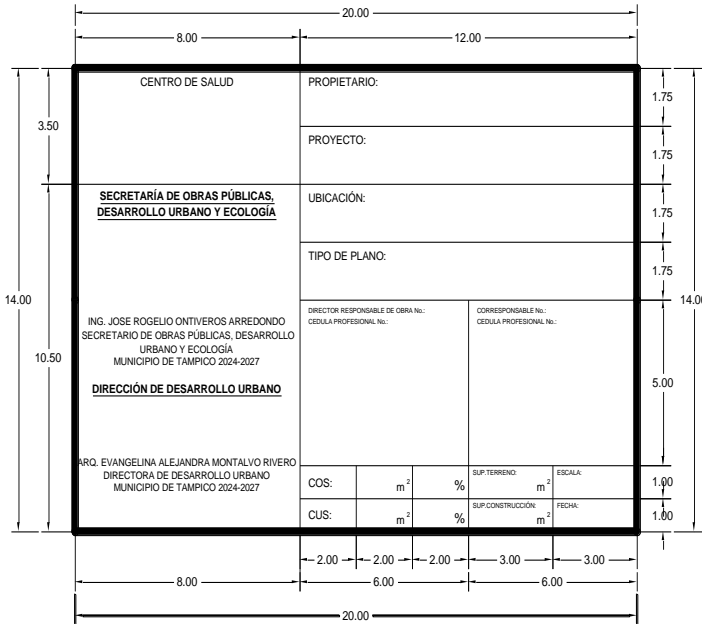 20.00
8.00 12.00
CENTRO DE SALUD
PROPIETARIO:
1.75
3.50
PROYECTO:
1.75
SECRETARÍA DE OBRAS PÚBLICAS,
DESARROLLO URBANO Y ECOLOGÍA
UBICACIÓN:
1.75
TIPO DE PLANO:
1.75
14.00
14.00
10.50
ING. JOSE ROGELIO ONTIVEROS ARREDONDO
SECRETARIO DE OBRAS PÚBLICAS, DESARROLLO
URBANO Y ECOLOGÍA
MUNICIPIO DE TAMPICO 2024-2027
DIRECCIÓN DE DESARROLLO URBANO
ARQ. EVANGELINA ALEJANDRA MONTALVO RIVERO
DIRECTORA DE DESARROLLO URBANO
MUNICIPIO DE TAMPICO 2024-2027
DIRECTOR RESPONSABLE DE OBRA No.:
CEDULA PROFESIONAL No.:
CORRESPONSABLE No.:
CEDULA PROFESIONAL No.:
5.00
COS: m² % SUP.TERRENO: m² ESCALA:
1.00
CUS: m² % SUP.CONSTRUCCIÓN: m² FECHA:
1.00
2.00 2.00 2.00 3.00 3.00
8.00 6.00 6.00
20.00